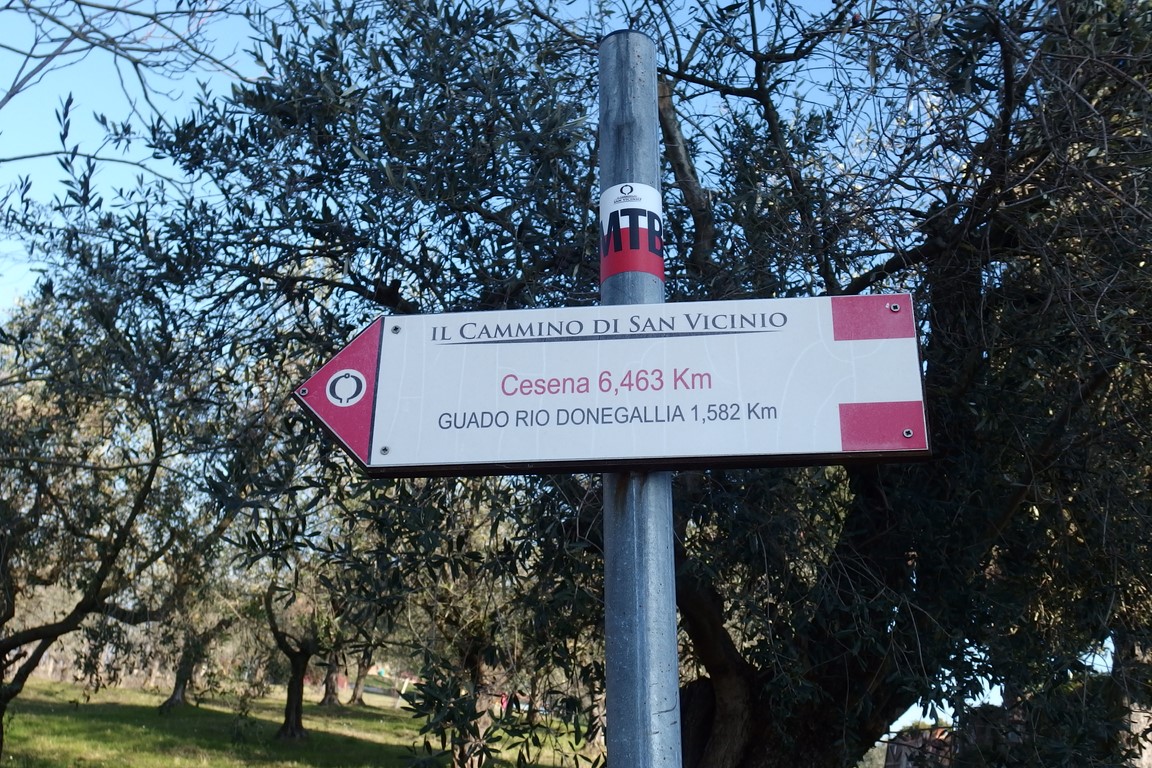 MTB
IL CAMMINO DI SAN VICINIO
Cesena 6,463 Km
GUADO RIO DONEGALLIA 1,582 Km